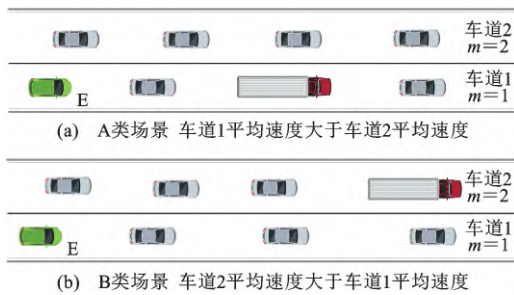 车道2
m=2
车道1
m=1
E
(a) A类场景 车道1平均速度大于车道2平均速度
车道2
m=2
车道1
m=1
E
(b) B类场景 车道2平均速度大于车道1平均速度